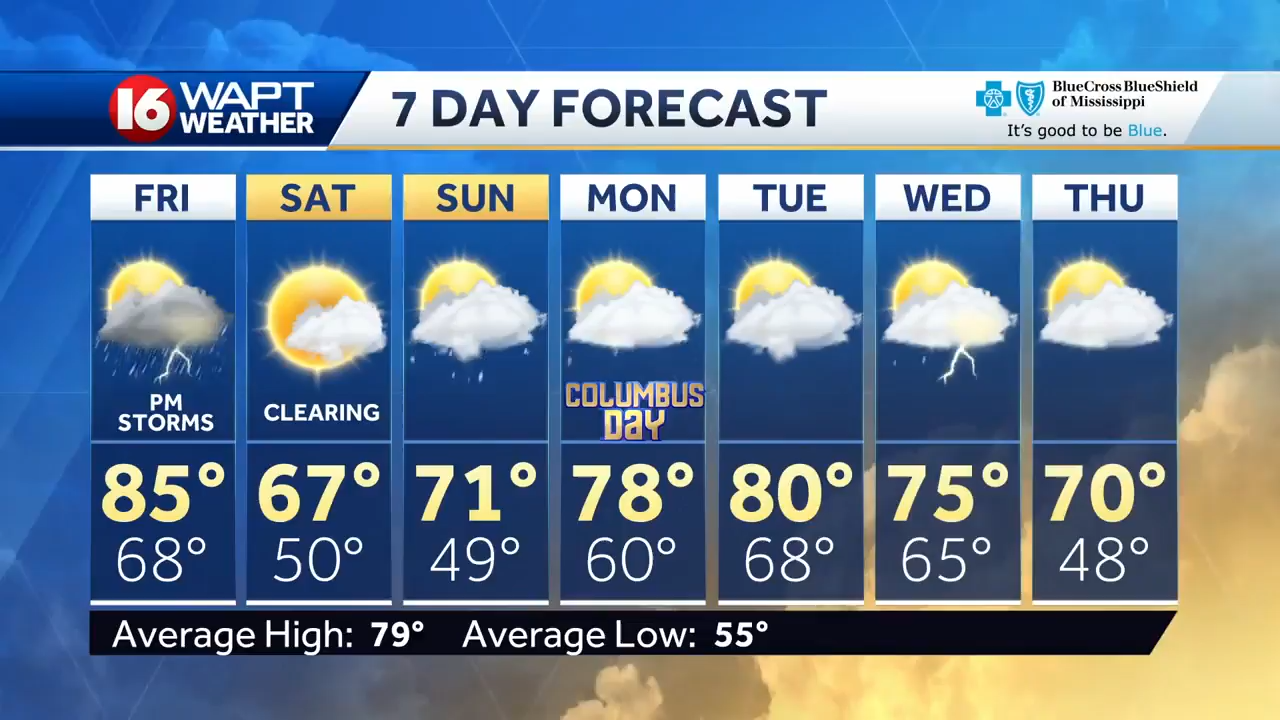 16 WAPT WEATHER
7 DAY FORECAST
BlueCross BlueShield
of Mississippi
It's good to be Blue.
FRI SAT SUN MON TUE WED THU
PM
STORMS
CLEARING
COLUMBUS
DAY
85° 67° 71° 78° 80° 75° 70°
68° 50° 49° 60° 68° 65° 48°
Average High: 79° Average Low: 55°